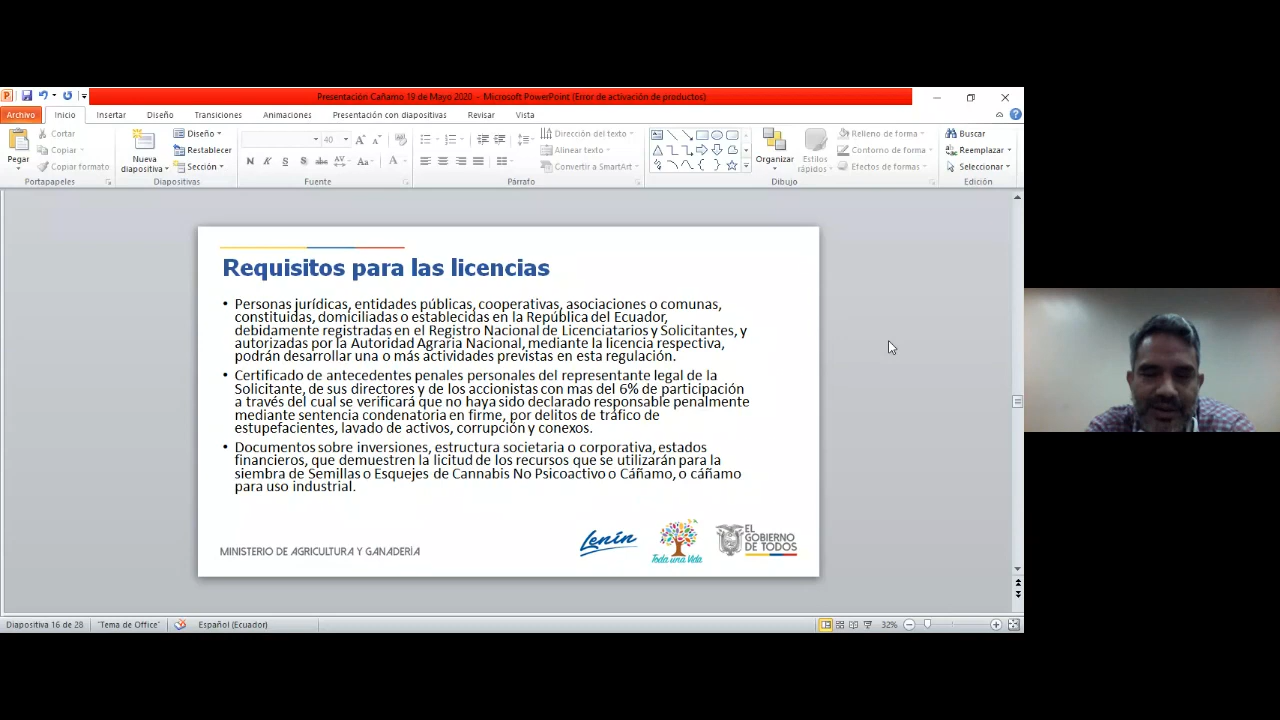 Presentación Cañamo 19 de Mayo 2020 - Microsoft PowerPoint (Error de activación de productos)
Archivo Inicio Insertar Diseño Transiciones Animaciones Presentación con diapositivas Revisar Vista
Pegar
Cortar
Copiar
Copiar formato
Portapapeles
Nueva
diapositiva
Diseño
Restablecer
Sección
Diapositivas
40
N K S S abc AV Aa A
Fuente
Dirección del texto
Alinear texto
Convertir a SmartArt
Párrafo
Organizar
Estilos
rápidos
Relleno de forma
Contorno de forma
Efectos de formas
Dibujo
Buscar
Reemplazar
Seleccionar
Edición
Requisitos para las licencias
• Personas jurídicas, entidades públicas, cooperativas, asociaciones o comunas,
constituidas, domiciliadas o establecidas en la República del Ecuador,
debidamente registradas en el Registro Nacional de Licenciatarios y Solicitantes, y
autorizadas por la Autoridad Agraria Nacional, mediante la licencia respectiva,
podrán desarrollar una o más actividades previstas en esta regulación.
• Certificado de antecedentes penales personales del representante legal de la
Solicitante, de sus directores y de los accionistas con mas del 6% de participación
a través del cual se verificará que no haya sido declarado responsable penalmente
mediante sentencia condenatoria en firme, por delitos de tráfico de
estupefacientes, lavado de activos, corrupción y conexos.
• Documentos sobre inversiones, estructura societaria o corporativa, estados
financieros, que demuestren la licitud de los recursos que se utilizarán para la
siembra de Semillas o Esquejes de Cannabis No Psicoactivo o Cáñamo, o cáñamo
para uso industrial.
MINISTERIO DE AGRICULTURA Y GANADERÍA
Lenín
Toda una Vida
EL
GOBIERNO
DE TODOS
Diapositiva 16 de 28 "Tema de Office" Español (Ecuador) 32%